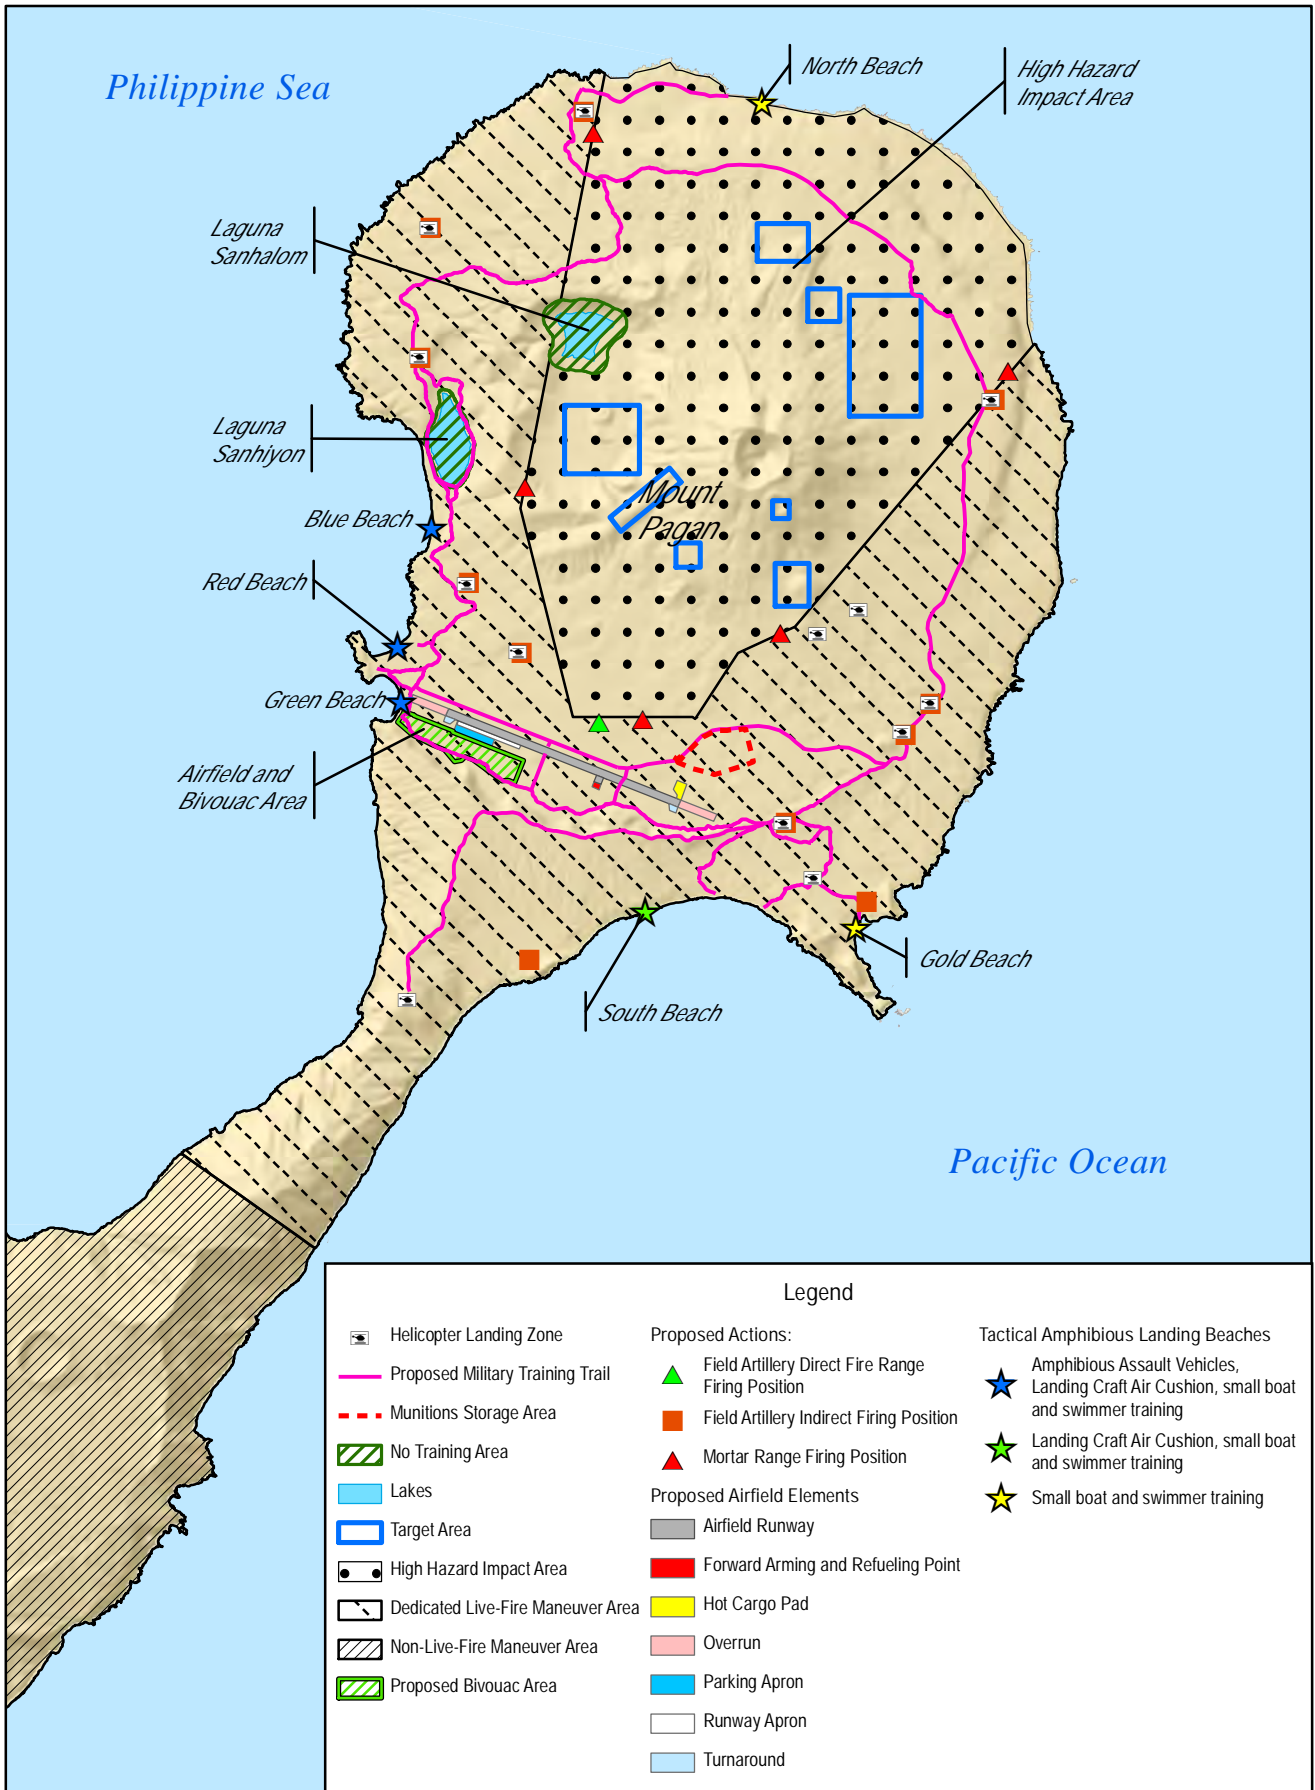 Philippine Sea
North Beach
High Hazard
Impact Area
Laguna
Sanhalom
Laguna
Sanhiyon
Blue Beach
Mount
Pagan
Red Beach
Green Beach
Airfield and
Bivouac Area
Gold Beach
South Beach
Pacific Ocean
Legend
Helicopter Landing Zone
Proposed Military Training Trail
Munitions Storage Area
No Training Area
Lakes
Target Area
High Hazard Impact Area
Dedicated Live-Fire Maneuver Area
Non-Live-Fire Maneuver Area
Proposed Bivouac Area
Proposed Actions:
Field Artillery Direct Fire Range
Firing Position
Field Artillery Indirect Firing Position
Mortar Range Firing Position
Proposed Airfield Elements
Airfield Runway
Forward Arming and Refueling Point
Hot Cargo Pad
Overrun
Parking Apron
Runway Apron
Turnaround
Tactical Amphibious Landing Beaches
Amphibious Assault Vehicles,
Landing Craft Air Cushion, small boat
and swimmer training
Landing Craft Air Cushion, small boat
and swimmer training
Small boat and swimmer training